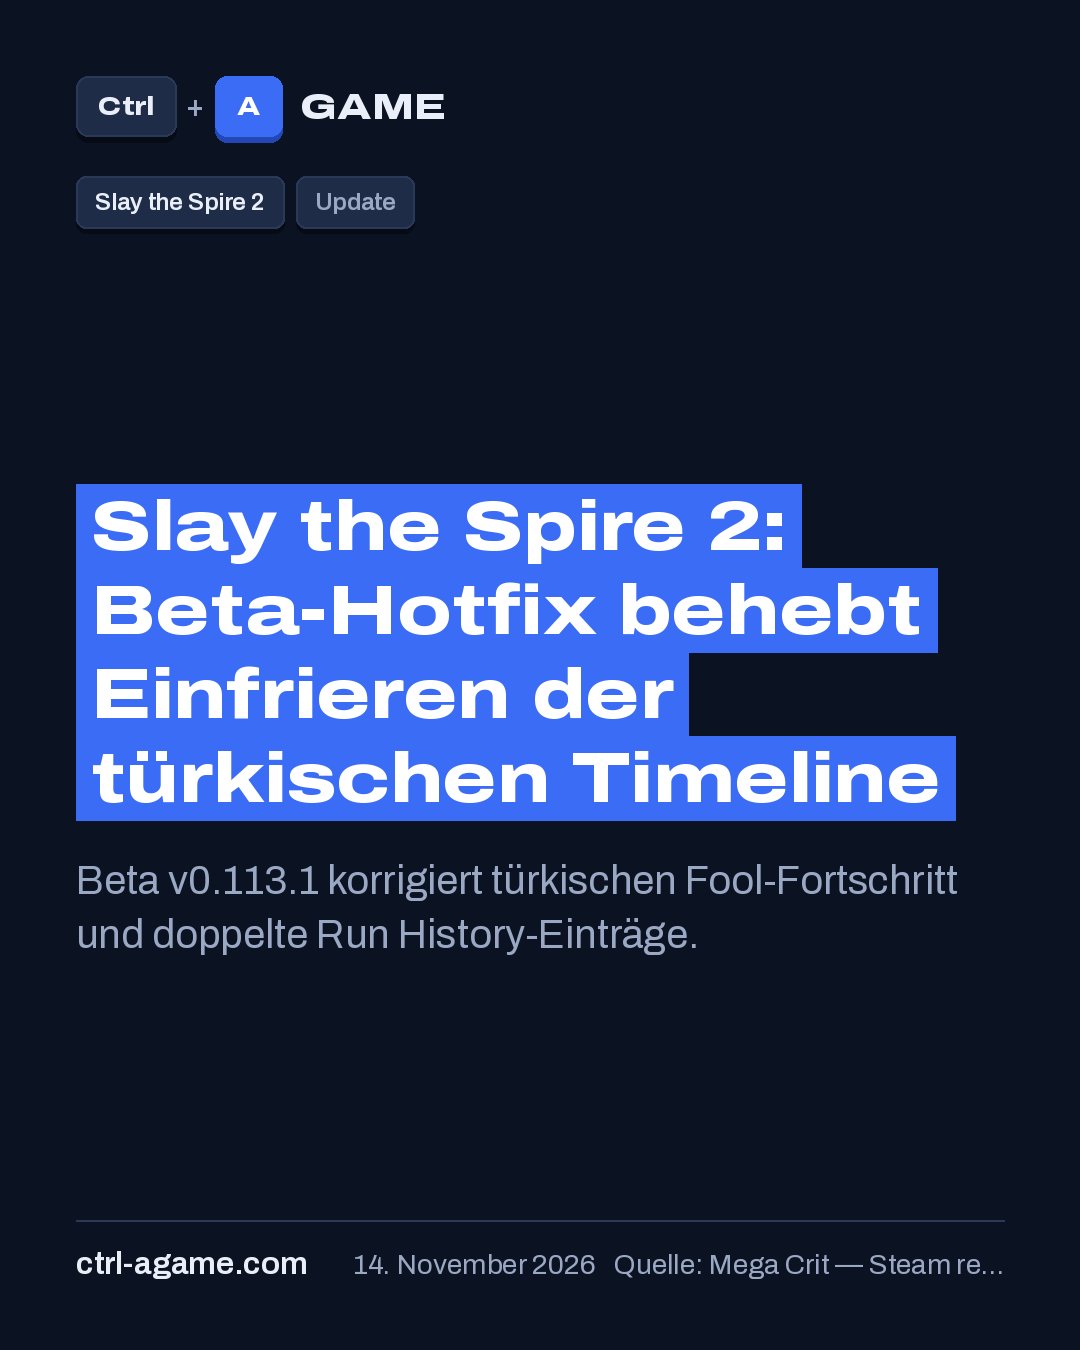 Ctrl + A GAME
Slay the Spire 2 Update
Slay the Spire 2:
Beta-Hotfix behebt
Einfrieren der
türkischen Timeline
Beta v0.113.1 korrigiert türkischen Fool-Fortschritt
und doppelte Run History-Einträge.
ctrl-agame.com 14. November 2026 Quelle: Mega Crit — Steam re...